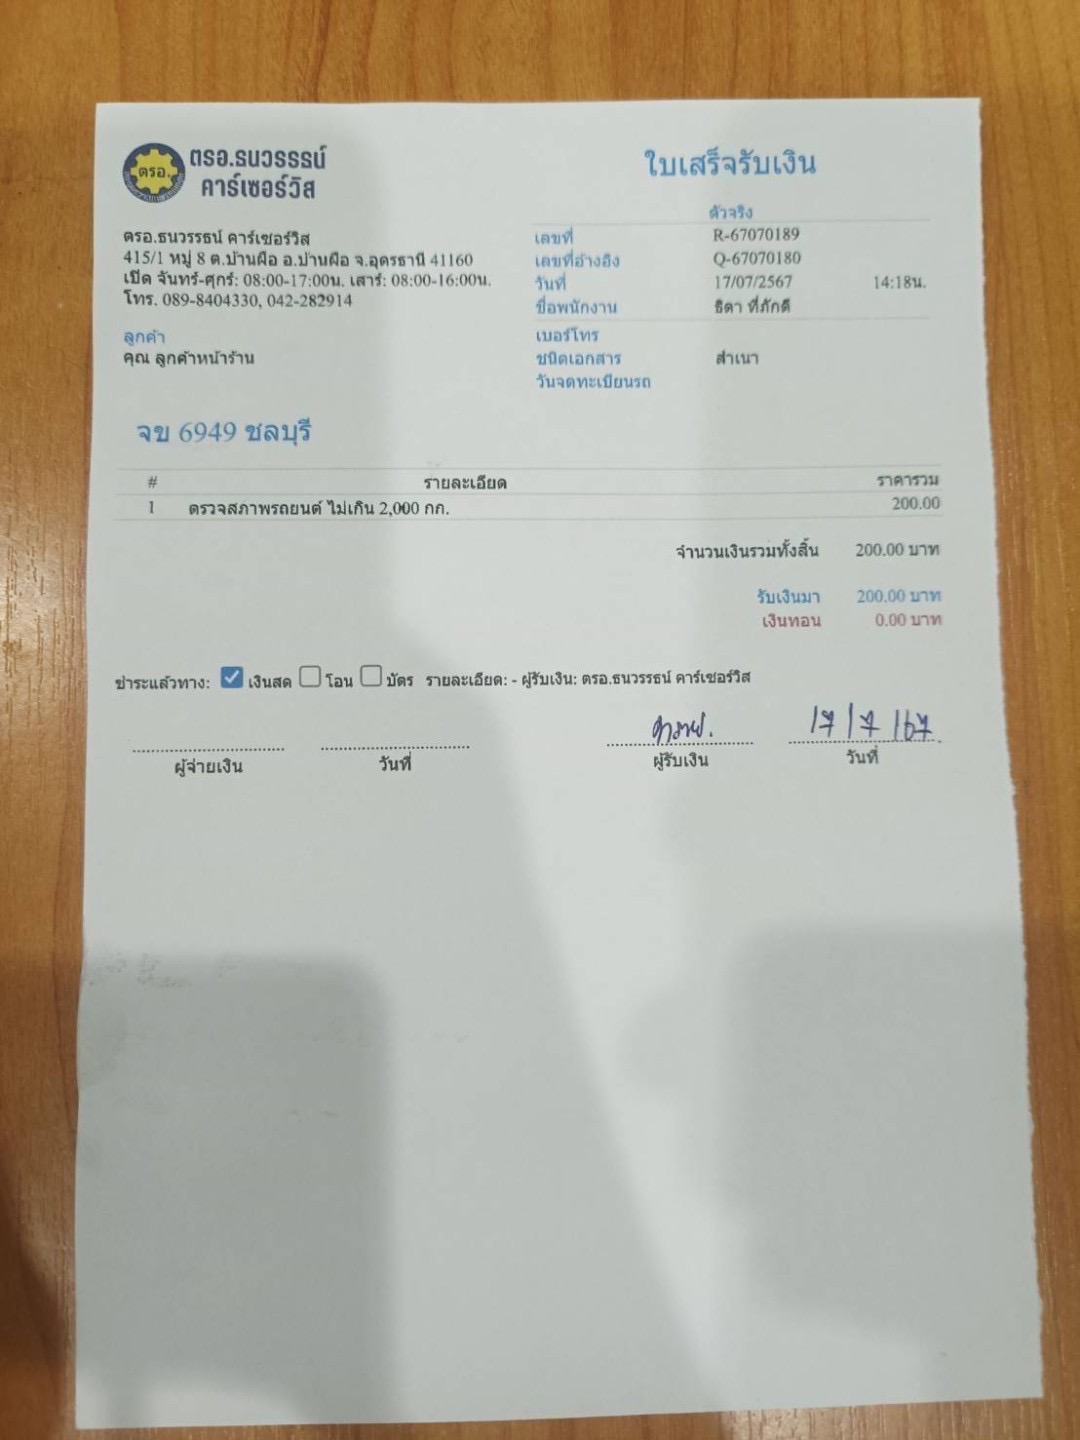 ตรอ.ธนวรรธน์
คาร์เซอร์วิส
ตรอ.
ใบเสร็จรับเงิน
ตัวจริง
ตรอ.ธนวรรธน์ คาร์เซอร์วิส
415/1 หมู่ 8 ต.บ้านผือ อ.บ้านผือ จ.อุดรธานี 41160
เปิด จันทร์-ศุกร์: 08:00-17:00น. เสาร์: 08:00-16:00น.
โทร. 089-8404330, 042-282914
เลขที่ R-67070189
เลขที่อ้างอิง Q-67070180
วันที่ 17/07/2567 14:18น.
ชื่อพนักงาน ธิดา ที่ภักดี
ลูกค้า
คุณ ลูกค้าหน้าร้าน
เบอร์โทร
ชนิดเอกสาร สำเนา
วันจดทะเบียนรถ
จข 6949 ชลบุรี
# รายละเอียด ราคารวม
1 ตรวจสภาพรถยนต์ ไม่เกิน 2,000 กก. 200.00
จำนวนเงินรวมทั้งสิ้น 200.00 บาท
รับเงินมา 200.00 บาท
เงินทอน 0.00 บาท
ชำระแล้วทาง: เงินสด โอน บัตร รายละเอียด: - ผู้รับเงิน: ตรอ.ธนวรรธน์ คาร์เซอร์วิส
17/7/67
ผู้จ่ายเงิน วันที่ ผู้รับเงิน วันที่